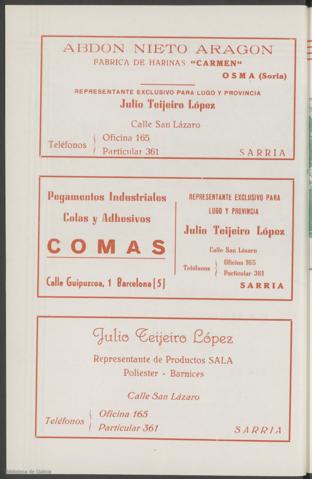 ABDON NIETO ARAGON
FABRICA DE HARINAS "CARMEN"
OSMA (Soria)
REPRESENTANTE EXCLUSIVO PARA LUGO Y PROVINCIA
Julio Teijeiro López
Calle San Lázaro
Teléfonos
Oficina 165
Particular 361
SARRIA
Pegamentos Industriales
Colas y Adhesivos
COMAS
Calle Guipuzcoa, 1 Barcelona (5)
REPRESENTANTE EXCLUSIVO PARA
LUGO Y PROVINCIA
Julio Teijeiro López
Calle San Lázaro
Teléfonos
Oficina 165
Particular 361
SARRIA
Julio Teijeiro López
Representante de Productos SALA
Poliester - Barnices
Calle San Lázaro
Teléfonos
Oficina 165
Particular 361
SARRIA
Biblioteca de Galicia